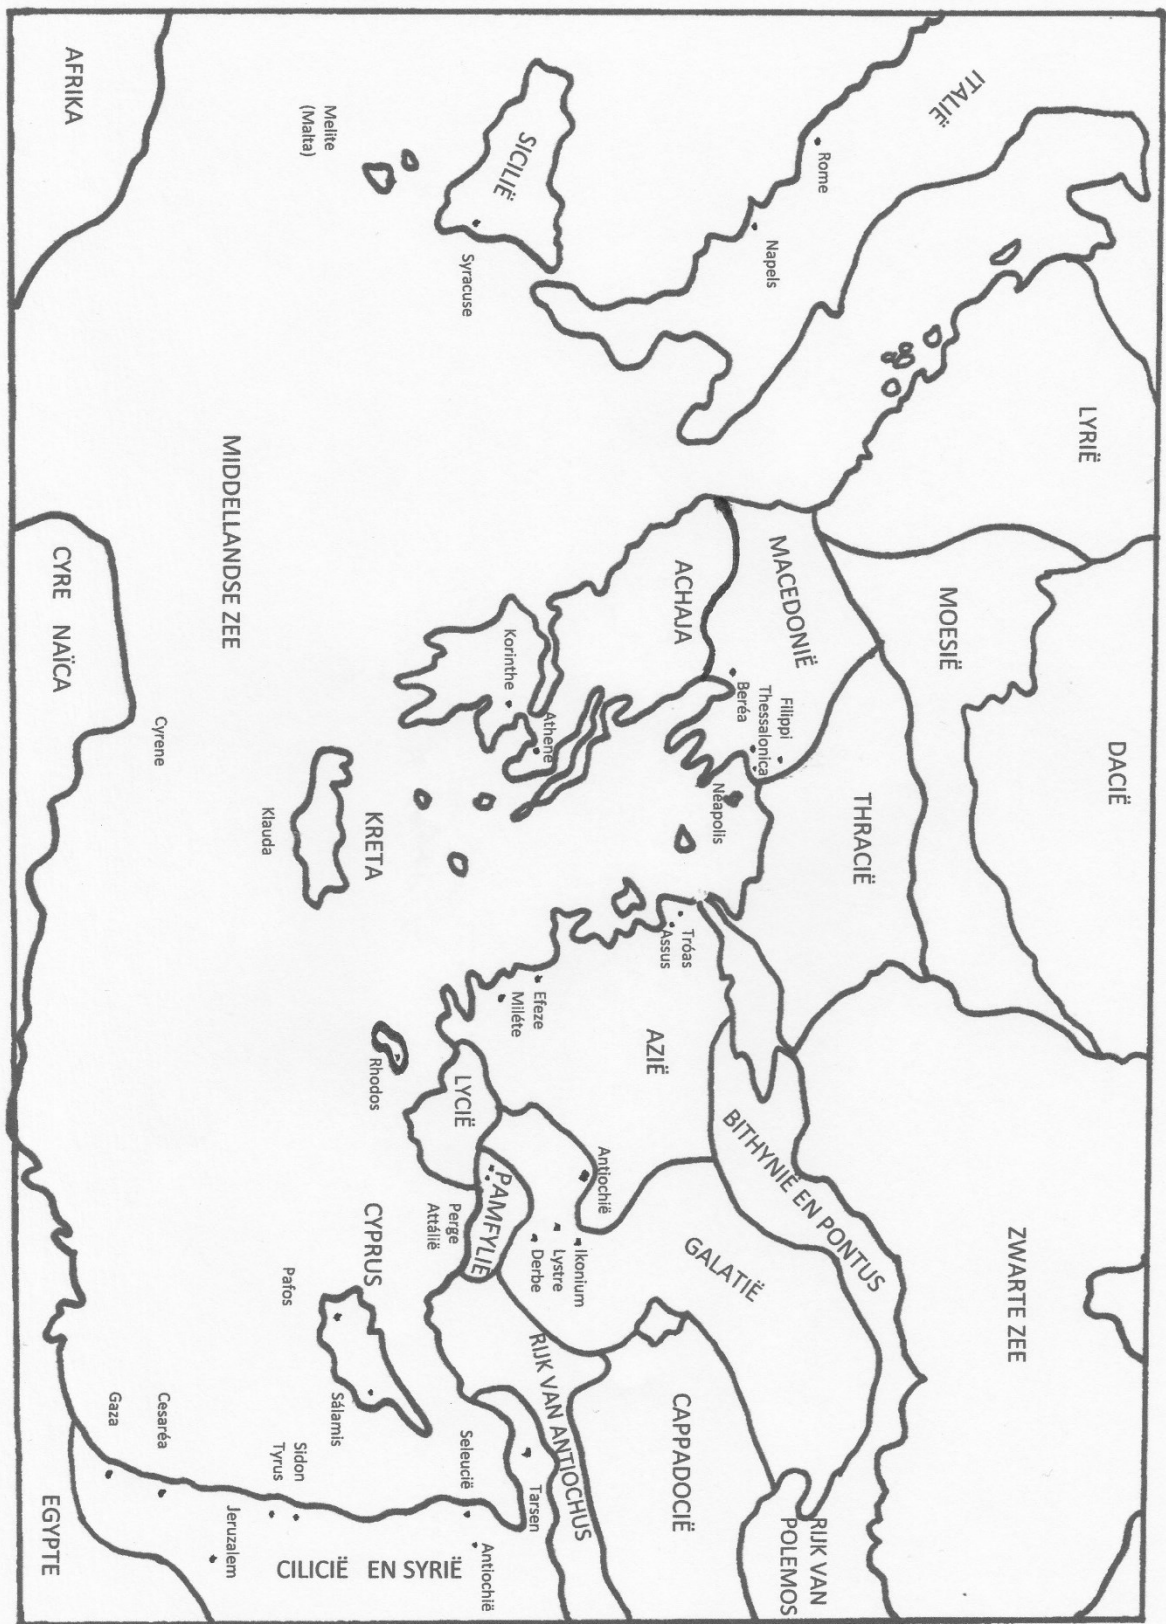 ITALIË
LYRIË
DACIË
ZWARTE ZEE
Rome
Napels
MOESIË
MACEDONIË
THRACIË
BITHYNIË EN PONTUS
RIJK VAN
POLEMOS
SICILIË
Syracuse
ACHAJA
Filippi
Thessalonica
Beréa
Néapolis
Tróas
Assus
AZIË
GALATIË
CAPPADOCIË
Korinthe
Athene
Efeze
Miléte
Antiochië
Ikonium
Lystre
Derbe
RIJK VAN ANTIOCHUS
Melite
(Malta)
LYCIË
PAMFYLIE
Perge
Attálië
Tarsen
Seleucië
Antiochië
KRETA
Klauda
Rhodos
CYPRUS
Pafos
Sálamis
CILICIË EN SYRIË
MIDDELLANDSE ZEE
Sidon
Tyrus
Cyrene
Cesaréa
Jeruzalem
Gaza
AFRIKA
CYRE NAÏCA
EGYPTE